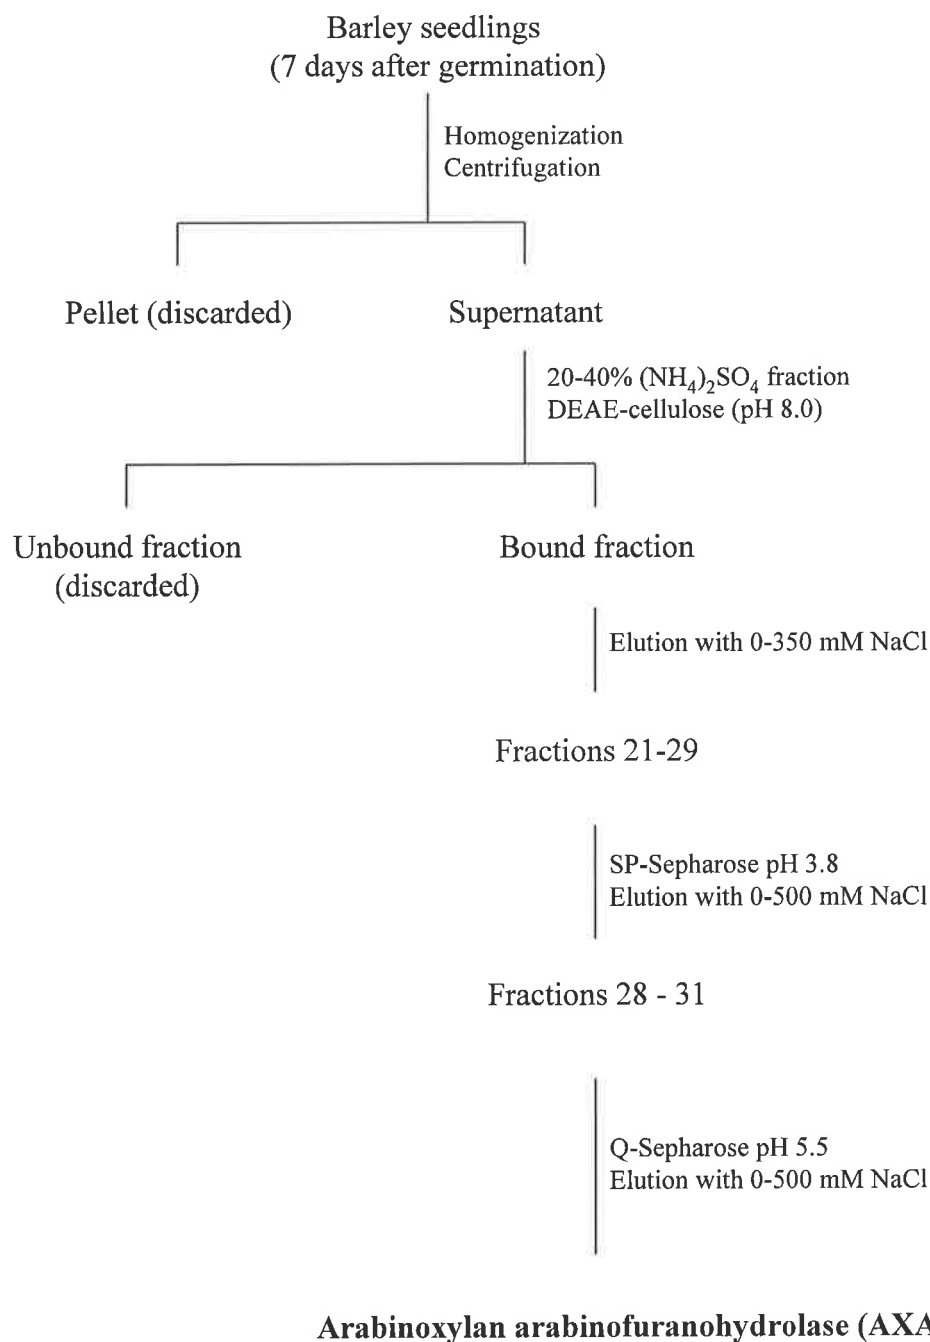 Barley seedlings
(7 days after germination)
Homogenization
Centrifugation
Pellet (discarded)
Supernatant
20-40% (NH₄)₂SO₄ fraction
DEAE-cellulose (pH 8.0)
Unbound fraction
(discarded)
Bound fraction
Elution with 0-350 mM NaCl
Fractions 21-29
SP-Sepharose pH 3.8
Elution with 0-500 mM NaCl
Fractions 28 - 31
Q-Sepharose pH 5.5
Elution with 0-500 mM NaCl
Arabinoxylan arabinofuranohydrolase (AXA